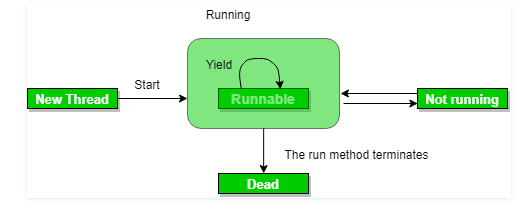 Running
Yield
Runnable
Start
New Thread
Not running
The run method terminates
Dead